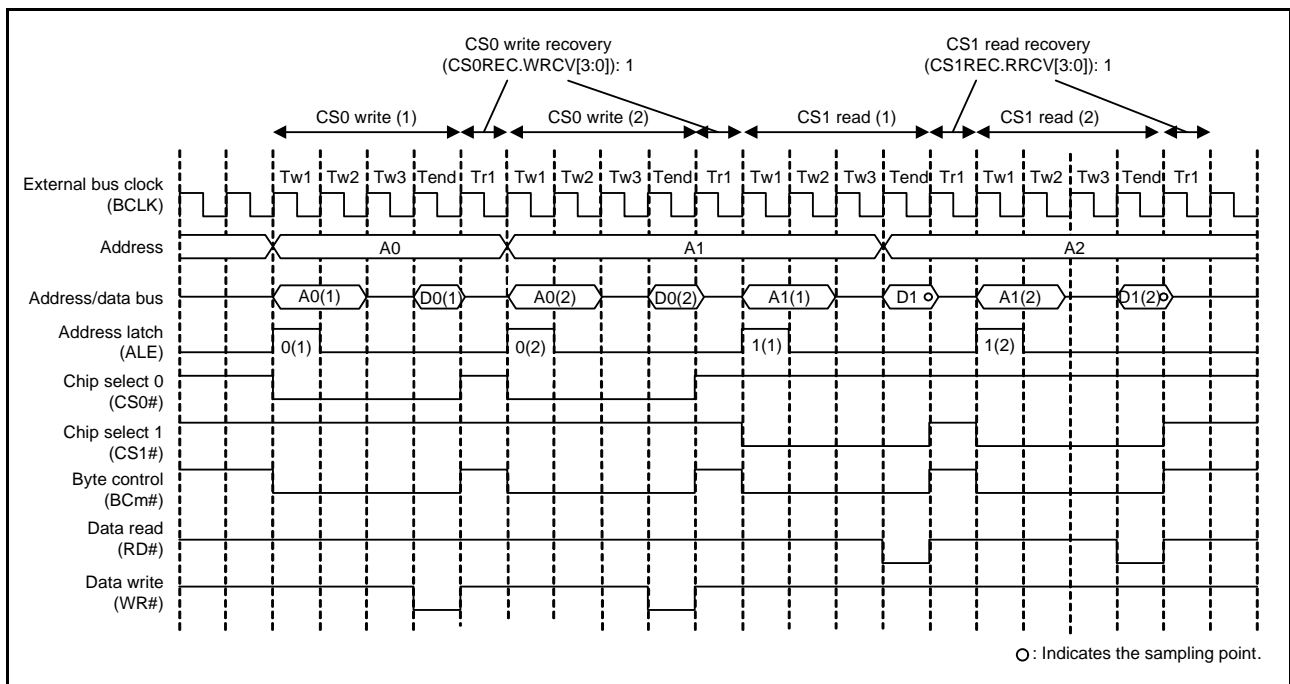 CS0 write recovery
(CS0REC.WRCV[3:0]): 1
CS1 read recovery
(CS1REC.RRCV[3:0]): 1
CS0 write (1)
CS0 write (2)
CS1 read (1)
CS1 read (2)
Tw1 Tw2 Tw3 Tend Tr1 Tw1 Tw2 Tw3 Tend Tr1 Tw1 Tw2 Tw3 Tend Tr1 Tw1 Tw2 Tw3 Tend Tr1
External bus clock
(BCLK)
Address
A0 A1 A2
Address/data bus
A0(1) D0(1) A0(2) D0(2) A1(1) D1 A1(2) D1(2)
Address latch
(ALE)
0(1) 0(2) 1(1) 1(2)
Chip select 0
(CS0#)
Chip select 1
(CS1#)
Byte control
(BCm#)
Data read
(RD#)
Data write
(WR#)
: Indicates the sampling point.